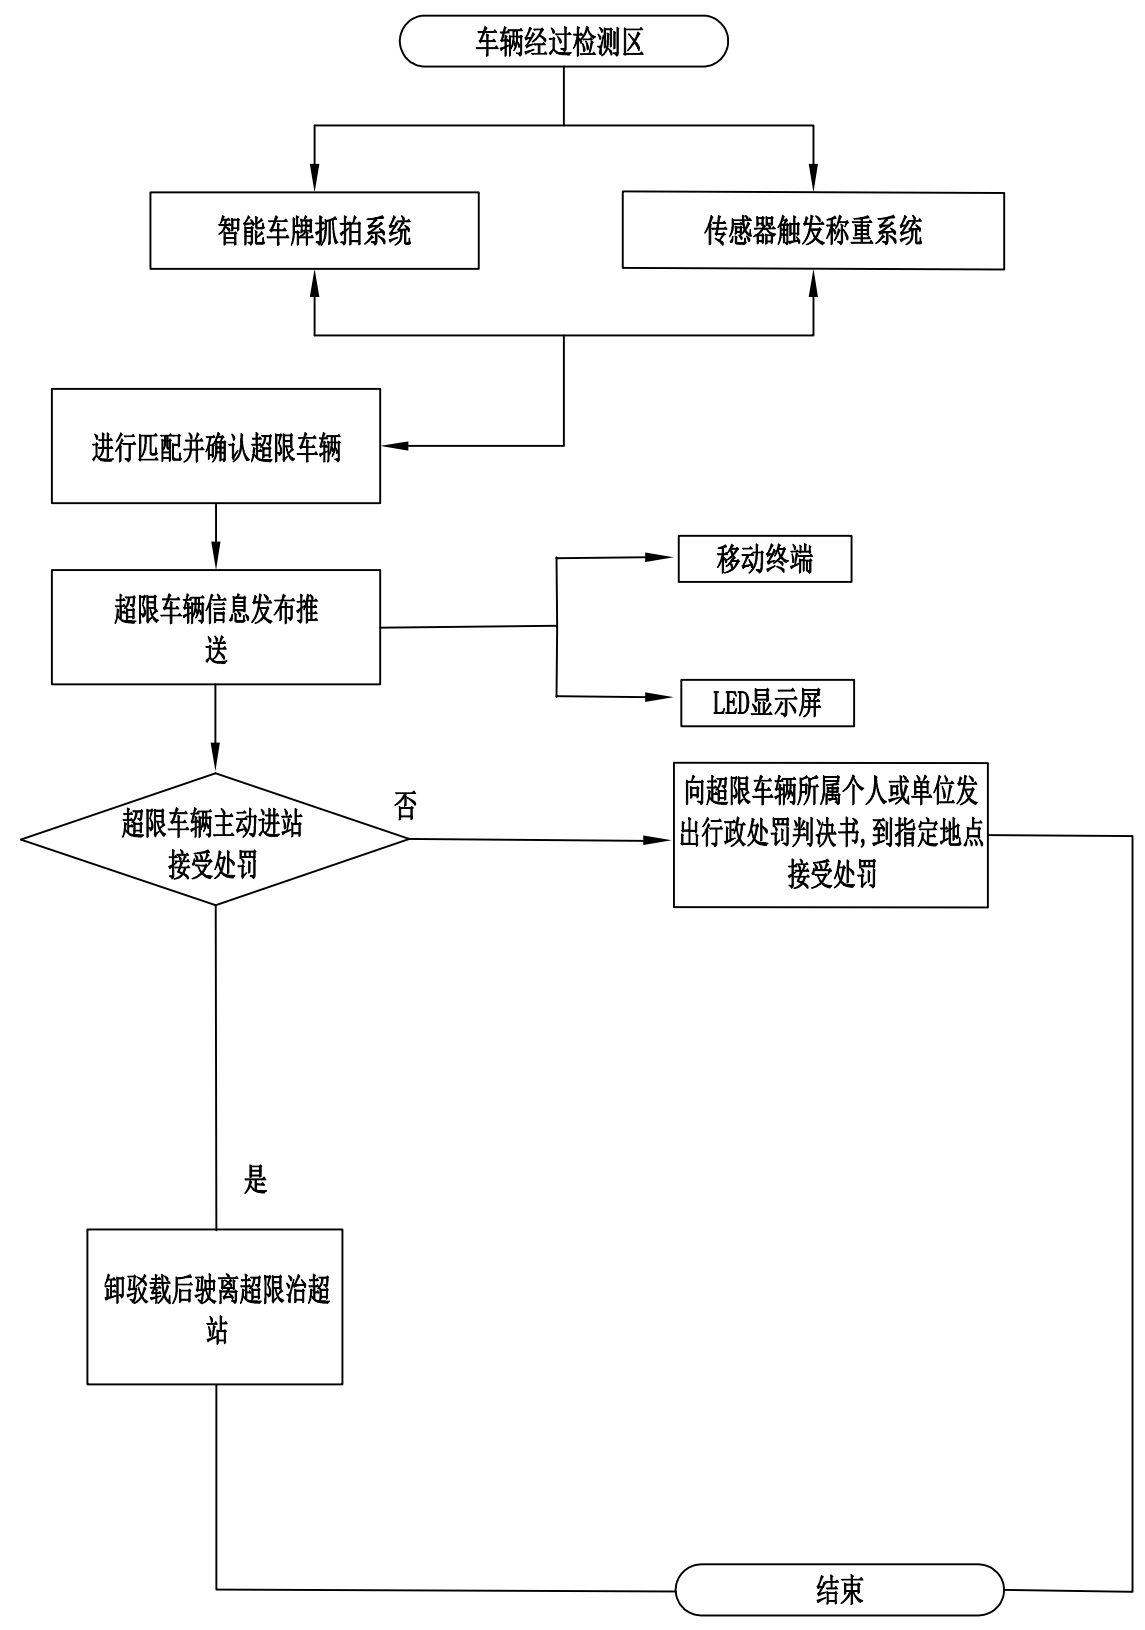 车辆经过检测区
智能车牌抓拍系统
传感器触发称重系统
进行匹配并确认超限车辆
超限车辆信息发布推
送
移动终端
LED显示屏
超限车辆主动进站
接受处罚
否
向超限车辆所属个人或单位发
出行政处罚判决书,到指定地点
接受处罚
是
卸驳载后驶离超限治超
站
结束